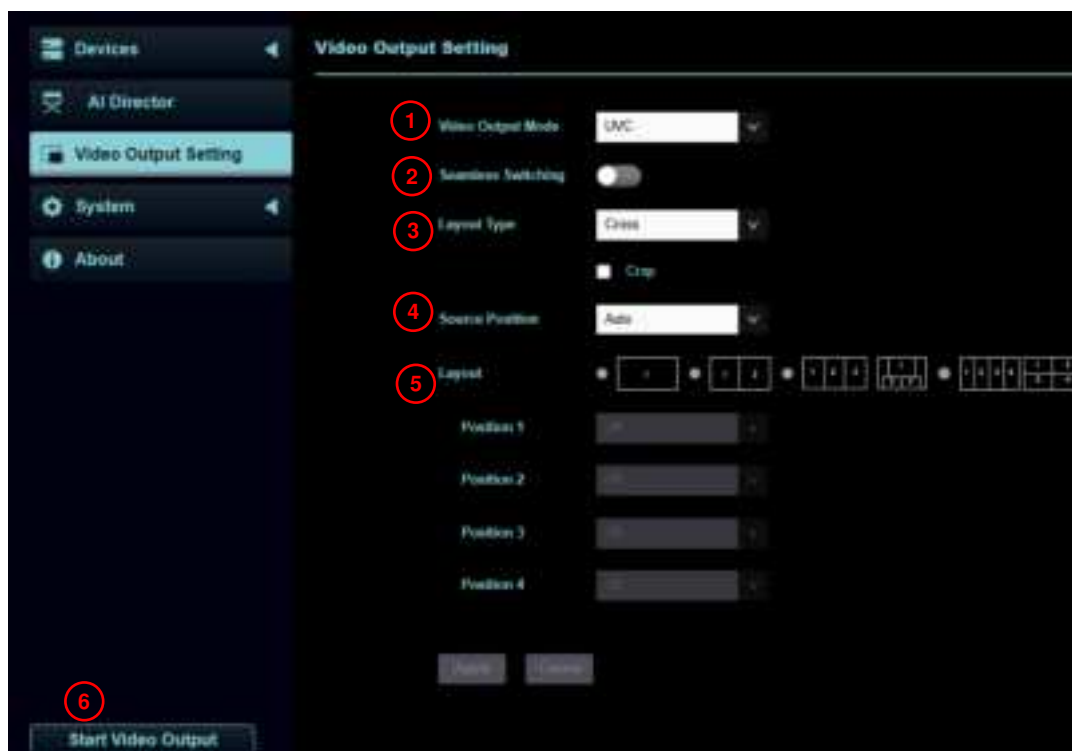 Devices
Video Output Setting
AI Director
1 Video Output Mode UVC
Video Output Setting
2 Seamless Switching
System
3 Layout Type Cross
About
Crop
4 Source Position Auto
5 Layout
Position 1
Position 2
Position 3
Position 4
Apply Cancel
6
Start Video Output